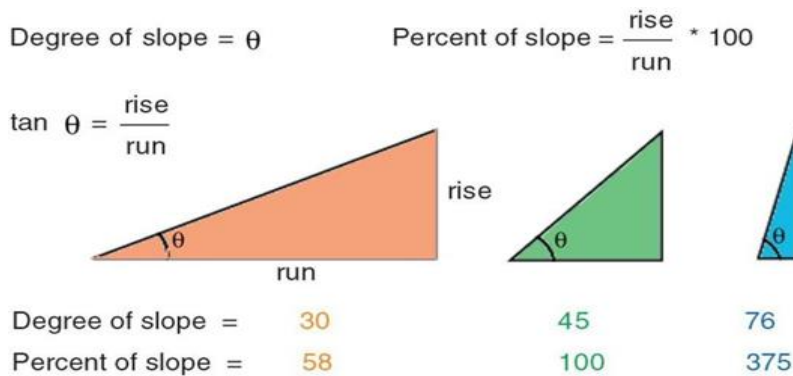 Degree of slope = θ
Percent of slope = rise/run * 100
tan θ = rise/run
rise
θ
θ
θ
run
Degree of slope = 30 45 76
Percent of slope = 58 100 375